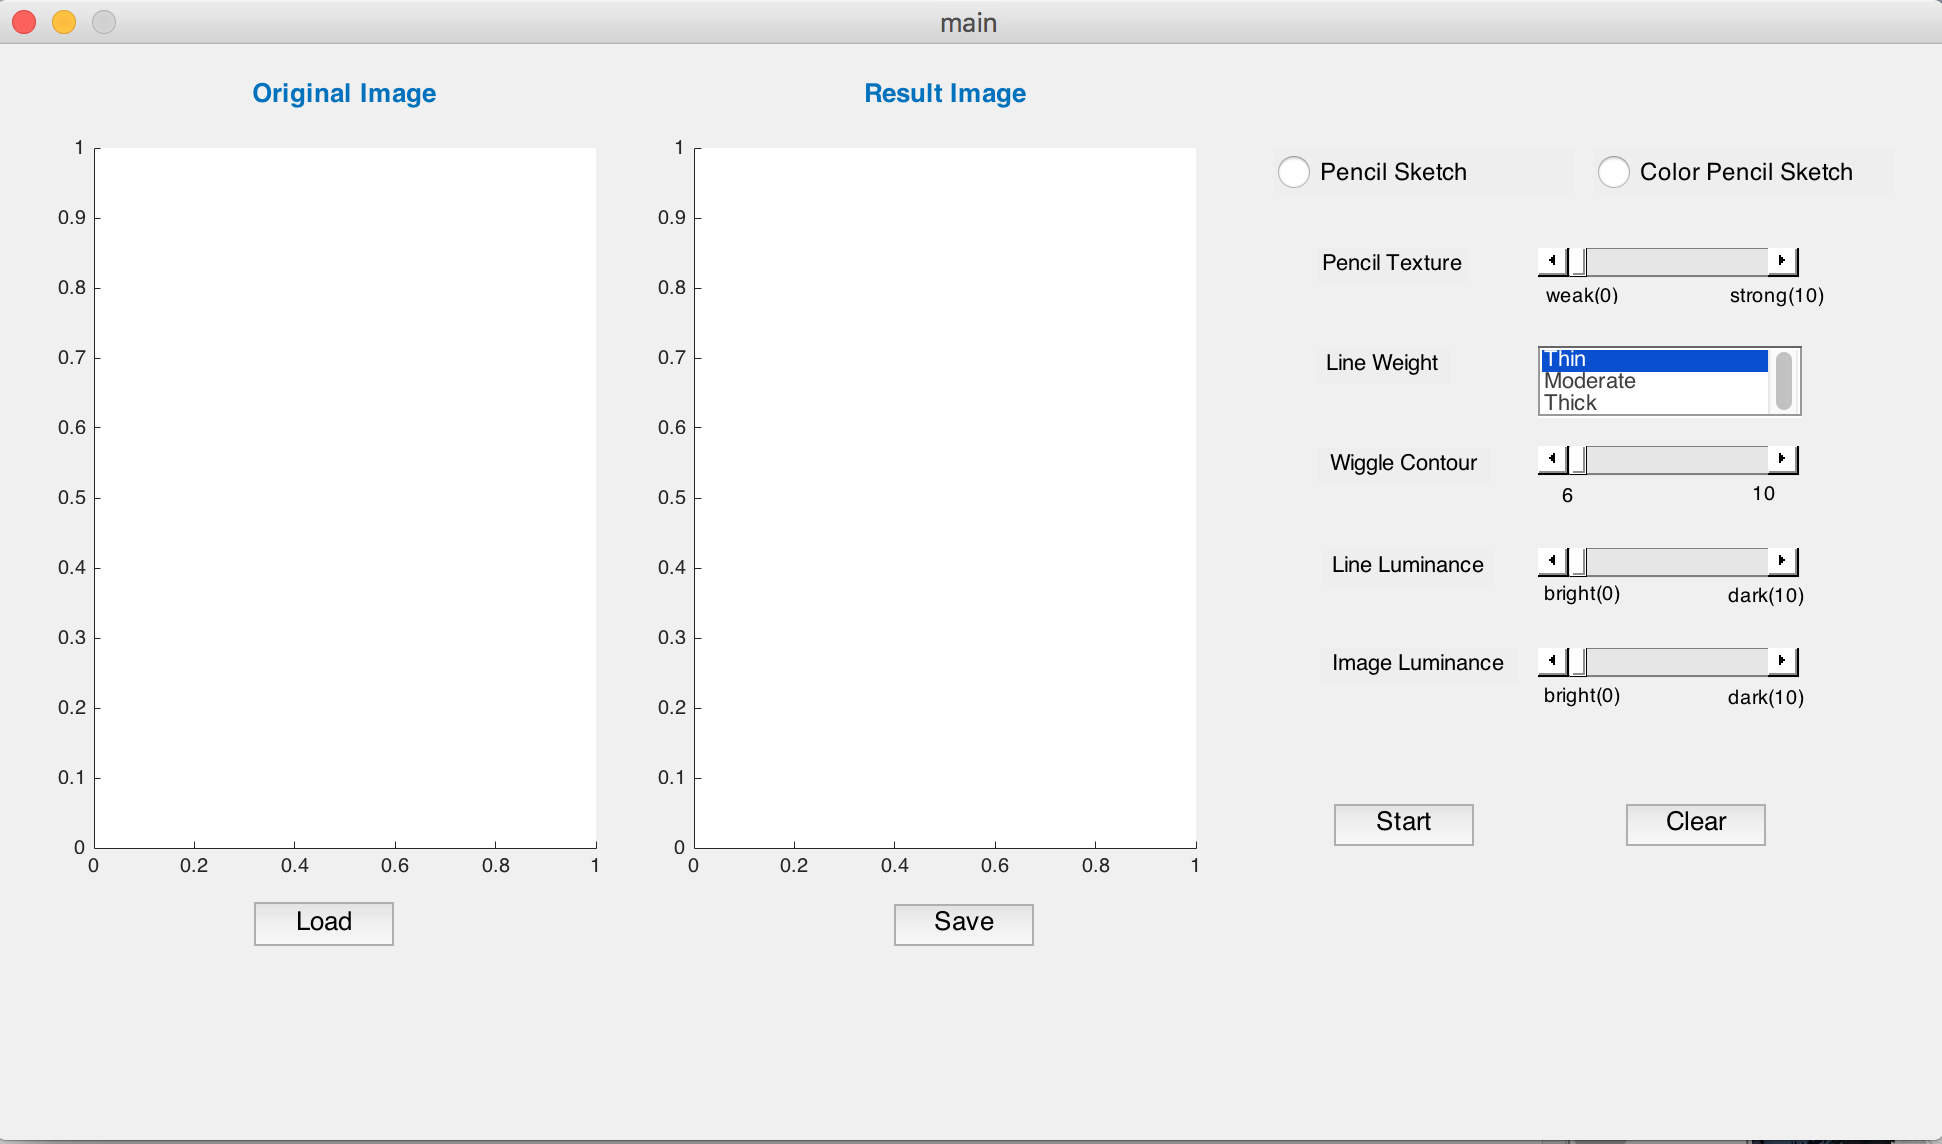 main
Original Image
Result Image
1
0.9
0.8
0.7
0.6
0.5
0.4
0.3
0.2
0.1
0
0 0.2 0.4 0.6 0.8 1
Load
1
0.9
0.8
0.7
0.6
0.5
0.4
0.3
0.2
0.1
0
0 0.2 0.4 0.6 0.8 1
Save
Pencil Sketch
Color Pencil Sketch
Pencil Texture
weak(0) strong(10)
Line Weight
Thin
Moderate
Thick
Wiggle Contour
6 10
Line Luminance
bright(0) dark(10)
Image Luminance
bright(0) dark(10)
Start
Clear